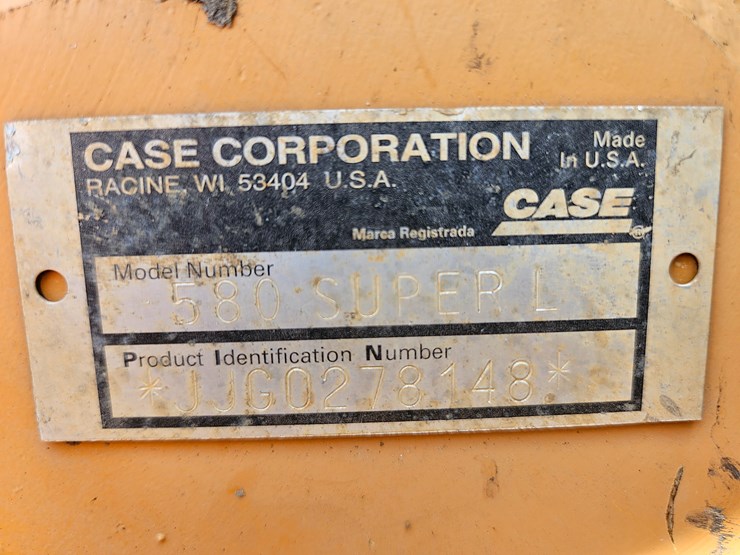 CASE CORPORATION
Made
In U.S.A.
RACINE, WI 53404 U.S.A.
CASE
Marca Registrada
®
Model Number
580 SUPER L
Product Identification Number
*JJG0278148*